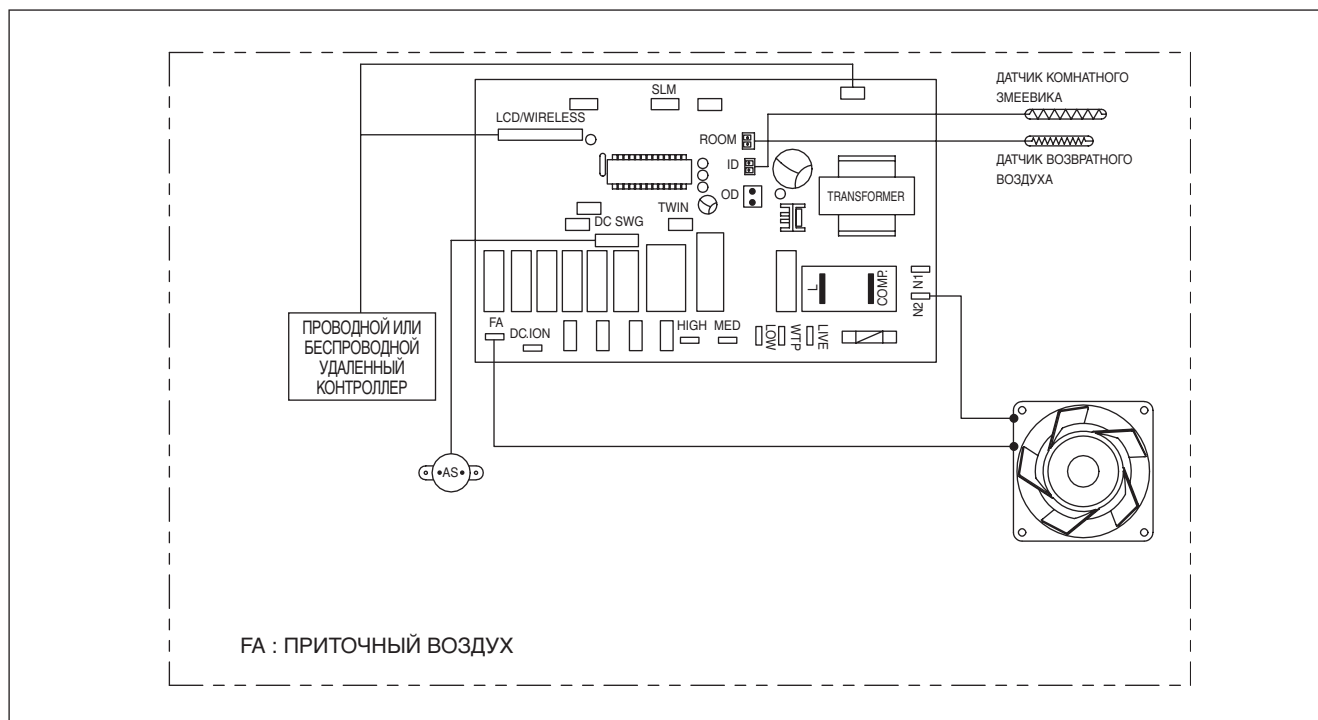 ДАТЧИК КОМНАТНОГО
ЗМЕЕВИКА
SLM
LCD/WIRELESS
ROOM
ID
ДАТЧИК ВОЗВРАТНОГО
ВОЗДУХА
OD
TRANSFORMER
TWIN
DC SWG
L
COMP.
N1
N2
FA
DC.ION
HIGH
MED
LOW
WTP
LIVE
ПРОВОДНОЙ ИЛИ
БЕСПРОВОДНОЙ
УДАЛЕННЫЙ
КОНТРОЛЛЕР
•AS•
FA : ПРИТОЧНЫЙ ВОЗДУХ